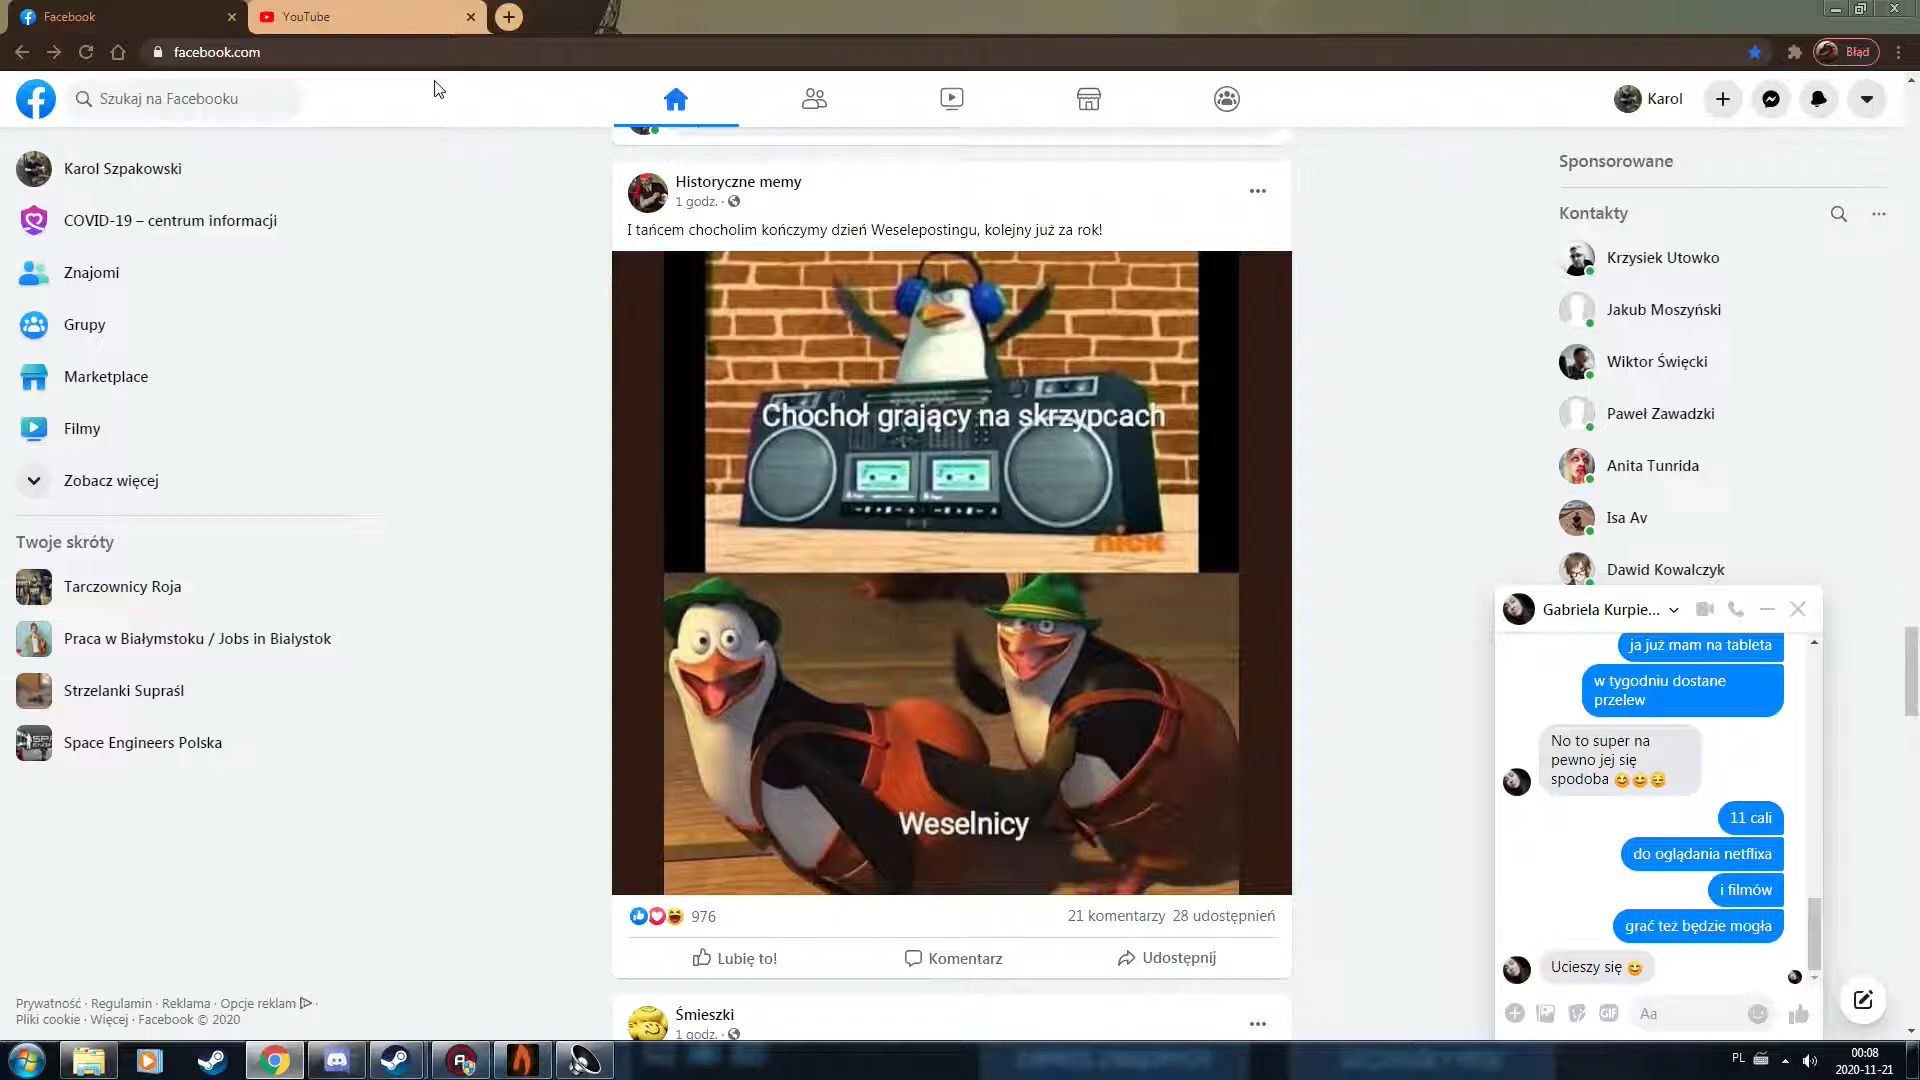 Facebook
YouTube
facebook.com
Błąd
Szukaj na Facebooku
Karol
Karol Szpakowski
COVID-19 – centrum informacji
Znajomi
Grupy
Marketplace
Filmy
Zobacz więcej
Twoje skróty
Tarczownicy Roja
Praca w Białymstoku / Jobs in Bialystok
Strzelanki Supraśl
Space Engineers Polska
Prywatność · Regulamin · Reklama · Opcje reklam ·
Pliki cookie · Więcej · Facebook © 2020
Historyczne memy
1 godz. ·
I tańcem chocholim kończymy dzień Weselepostingu, kolejny już za rok!
Chochoł grający na skrzypcach
nick
Weselnicy
976
21 komentarzy 28 udostępnień
Lubię to!
Komentarz
Udostępnij
Śmieszki
1 godz. ·
Sponsorowane
Kontakty
Krzysiek Utowko
Jakub Moszyński
Wiktor Święcki
Paweł Zawadzki
Anita Tunrida
Isa Av
Dawid Kowalczyk
Gabriela Kurpie...
ja już mam na tableta
w tygodniu dostane
przelew
No to super na
pewno jej się
spodoba 😊😊😅
11 cali
do oglądania netflixa
i filmów
grać też będzie mogła
Ucieszy się 😊
GIF
Aa
PL
00:08
2020-11-21